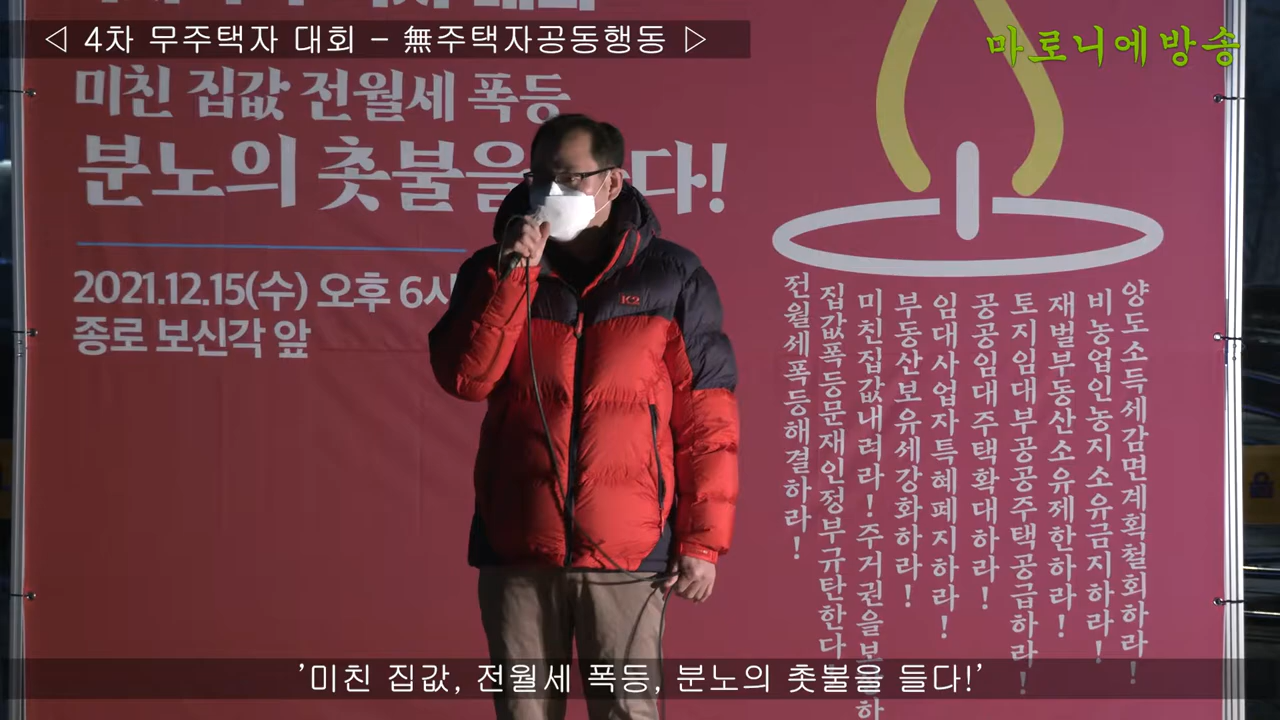 ◁ 4차 무주택자 대회 - 無주택자공동행동 ▷
마로니에방송
미친 집값 전월세 폭등
분노의 촛불을 다!
2021.12.15(수) 오후 6시
종로 보신각 앞
K2
양도소득세감면계획철회하라!
비농업인농지소유금지하라!
재벌부동산소유제한하라!
토지임대부공공주택공급하라!
공공임대주택확대하라!
임대사업자특혜폐지하라!
부동산보유세강화하라!
미친집값내려라!주거권을보 하
집값폭등문재인정부규탄한다
전월세폭등해결하라!
'미친 집값, 전월세 폭등, 분노의 촛불을 들다!'